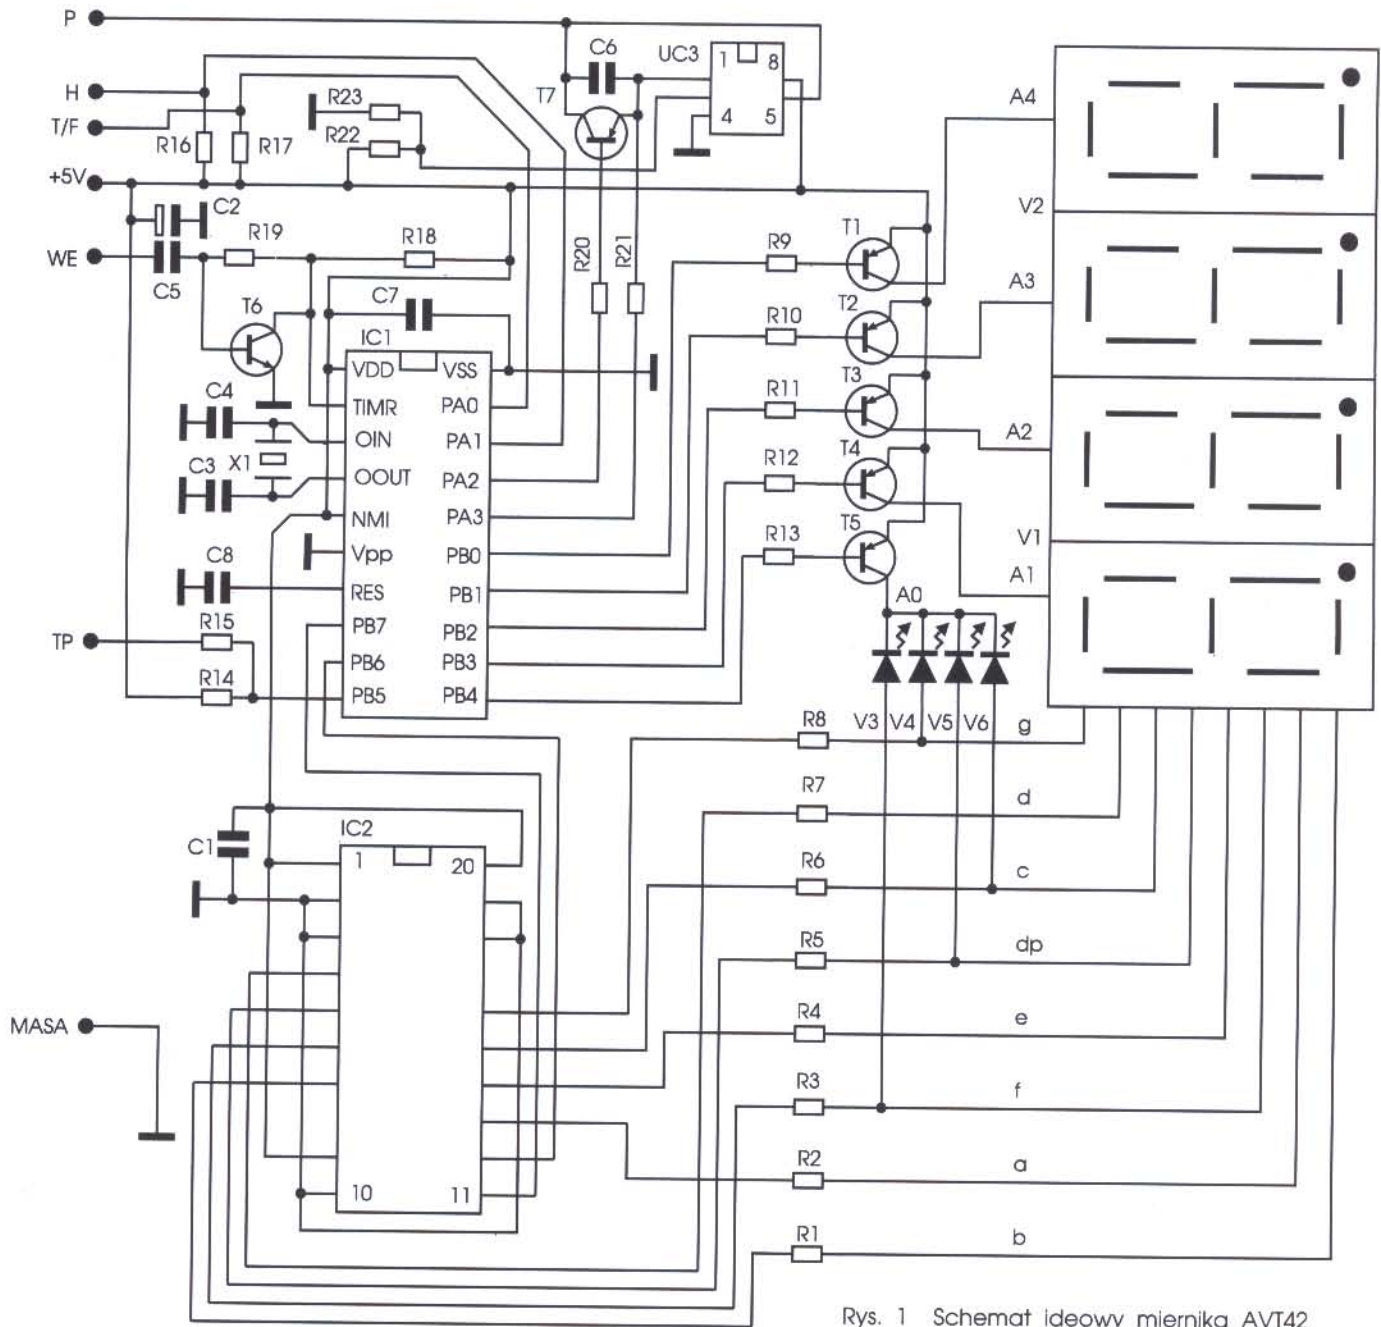 P
C6
UC3
1
8
4
5
H
T7
R23
A4
T/F
R16
R17
R22
+5V
C2
V2
WE
R19
R18
R20
R21
R9
T1
C5
C7
A3
T6
R10
T2
IC1
VDD
VSS
T3
C4
TIMR
PA0
R11
OIN
PA1
A2
C3
X1
T4
OOUT
PA2
R12
NMI
PA3
T5
R13
V1
Vpp
PB0
C8
A1
RES
PB1
A0
R15
PB7
PB2
TP
PB6
PB3
R14
PB5
PB4
R8
V3
V4
V5
V6
g
R7
d
C1
IC2
1
20
R6
c
R5
dp
MASA
R4
e
R3
f
R2
a
10
11
R1
b
Rys. 1 Schemat ideowy miernika AVT42